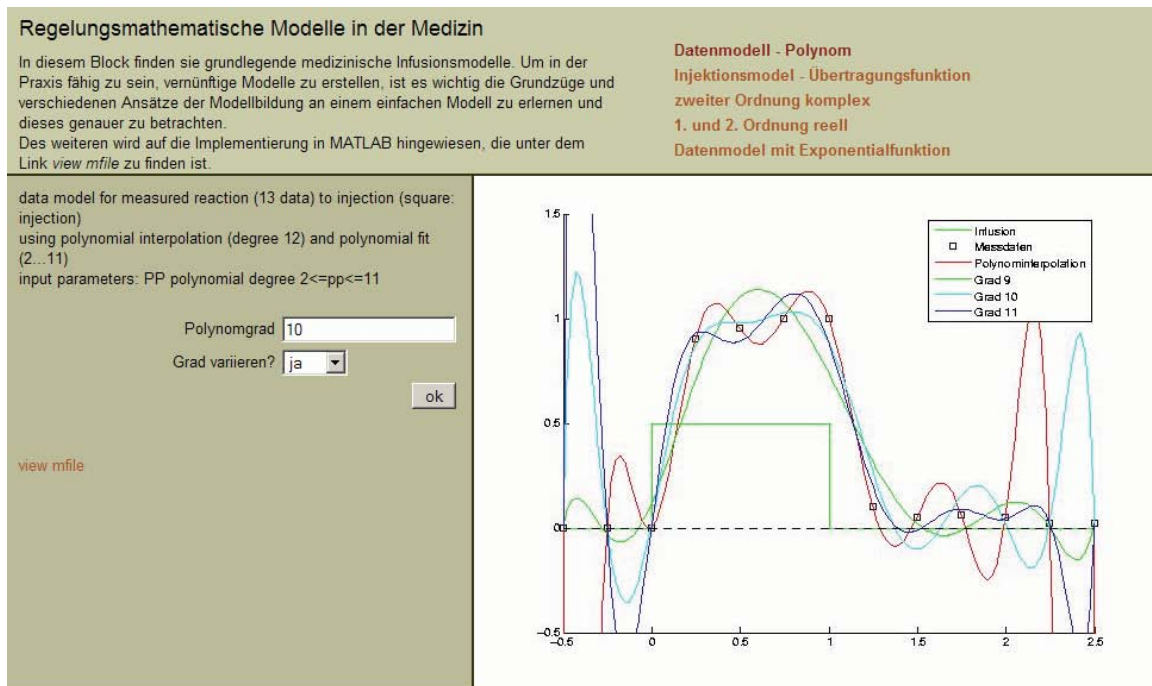 Regelungsmathematische Modelle in der Medizin
In diesem Block finden sie grundlegende medizinische Infusionsmodelle. Um in der
Praxis fähig zu sein, vernünftige Modelle zu erstellen, ist es wichtig die Grundzüge und
verschiedenen Ansätze der Modellbildung an einem einfachen Modell zu erlernen und
dieses genauer zu betrachten.
Des weiteren wird auf die Implementierung in MATLAB hingewiesen, die unter dem
Link view mfile zu finden ist.
Datenmodell - Polynom
Injektionsmodel - Übertragungsfunktion
zweiter Ordnung komplex
1. und 2. Ordnung reell
Datenmodel mit Exponentialfunktion
data model for measured reaction (13 data) to injection (square:
injection)
using polynomial interpolation (degree 12) and polynomial fit
(2...11)
input parameters: PP polynomial degree 2<=pp<=11
Polynomgrad 10
Grad variieren? ja
ok
view mfile
1.5
1
0.5
0
-0.5
-0.5 0 0.5 1 1.5 2 2.5
Infusion
Messdaten
Polynominterpolation
Grad 9
Grad 10
Grad 11